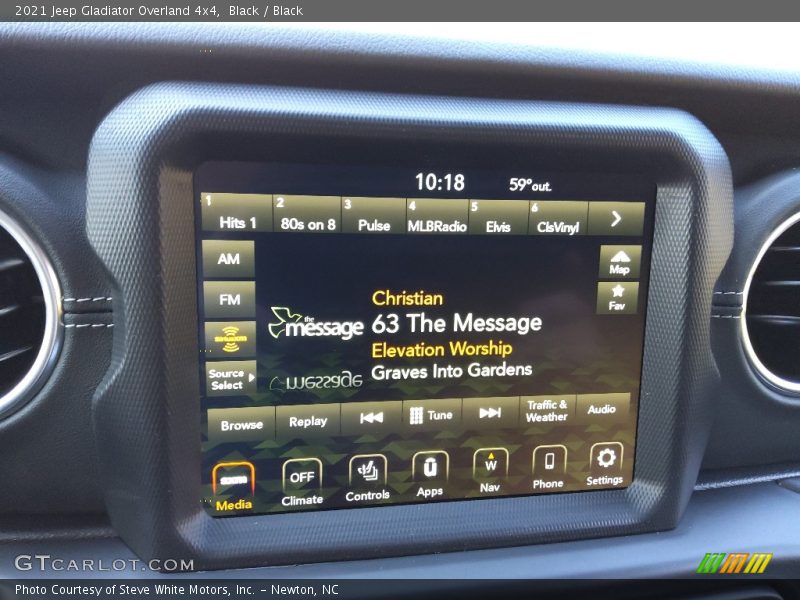 2021 Jeep Gladiator Overland 4x4,  Black / Black
10:18 59° out.
1 Hits 1 2 80s on 8 3 Pulse 4 MLBRadio 5 Elvis 6 ClsVinyl >
AM
Map
FM
Fav
Christian
the message 63 The Message
siriusxm
Elevation Worship
Source Select
Graves Into Gardens
message
Browse Replay Tune Traffic & Weather Audio
OFF W
Media Climate Controls Apps Nav Phone Settings
GTCARLOT.COM
Photo Courtesy of Steve White Motors, Inc. – Newton, NC